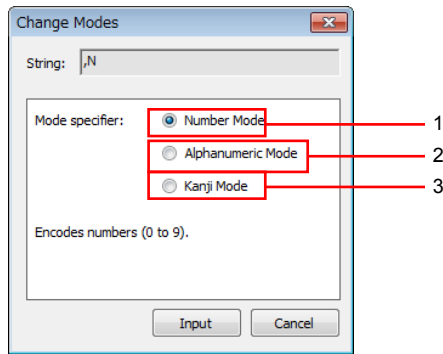 Change Modes
String: ,N
Mode specifier: Number Mode 1
Alphanumeric Mode 2
Kanji Mode 3
Encodes numbers (0 to 9).
Input Cancel